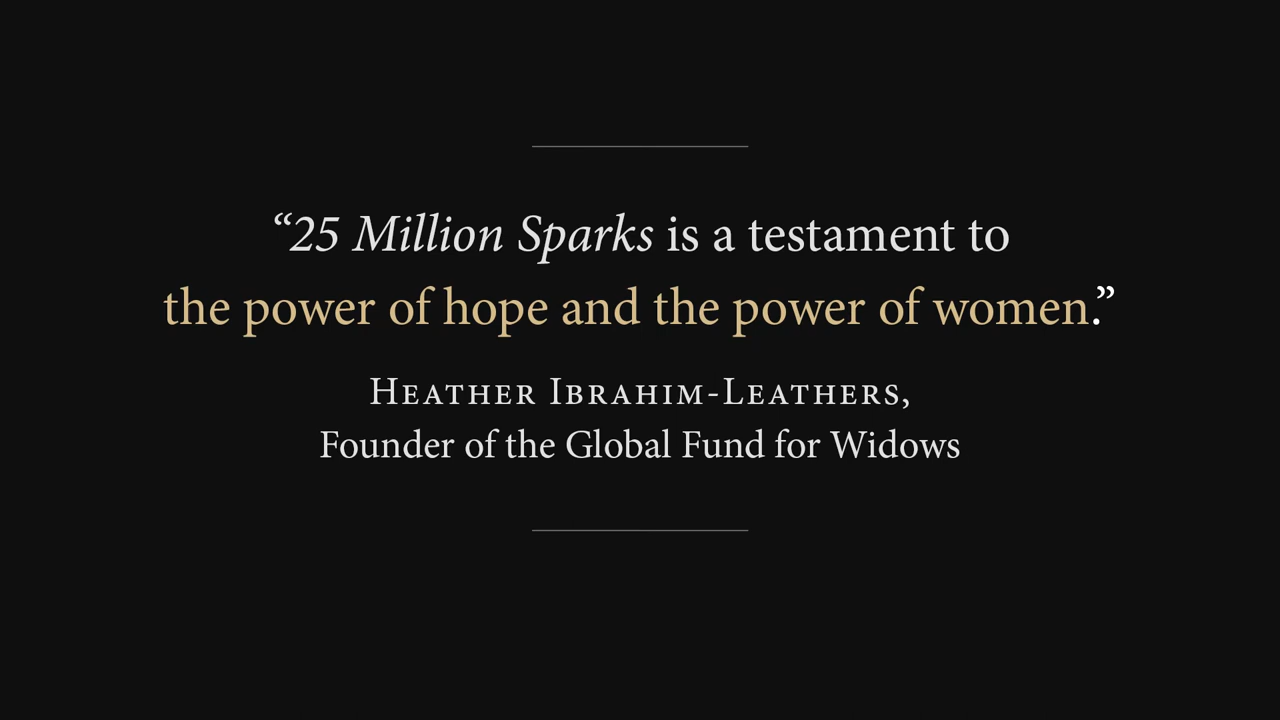 “25 Million Sparks is a testament to
the power of hope and the power of women.”
Heather Ibrahim-Leathers,
Founder of the Global Fund for Widows